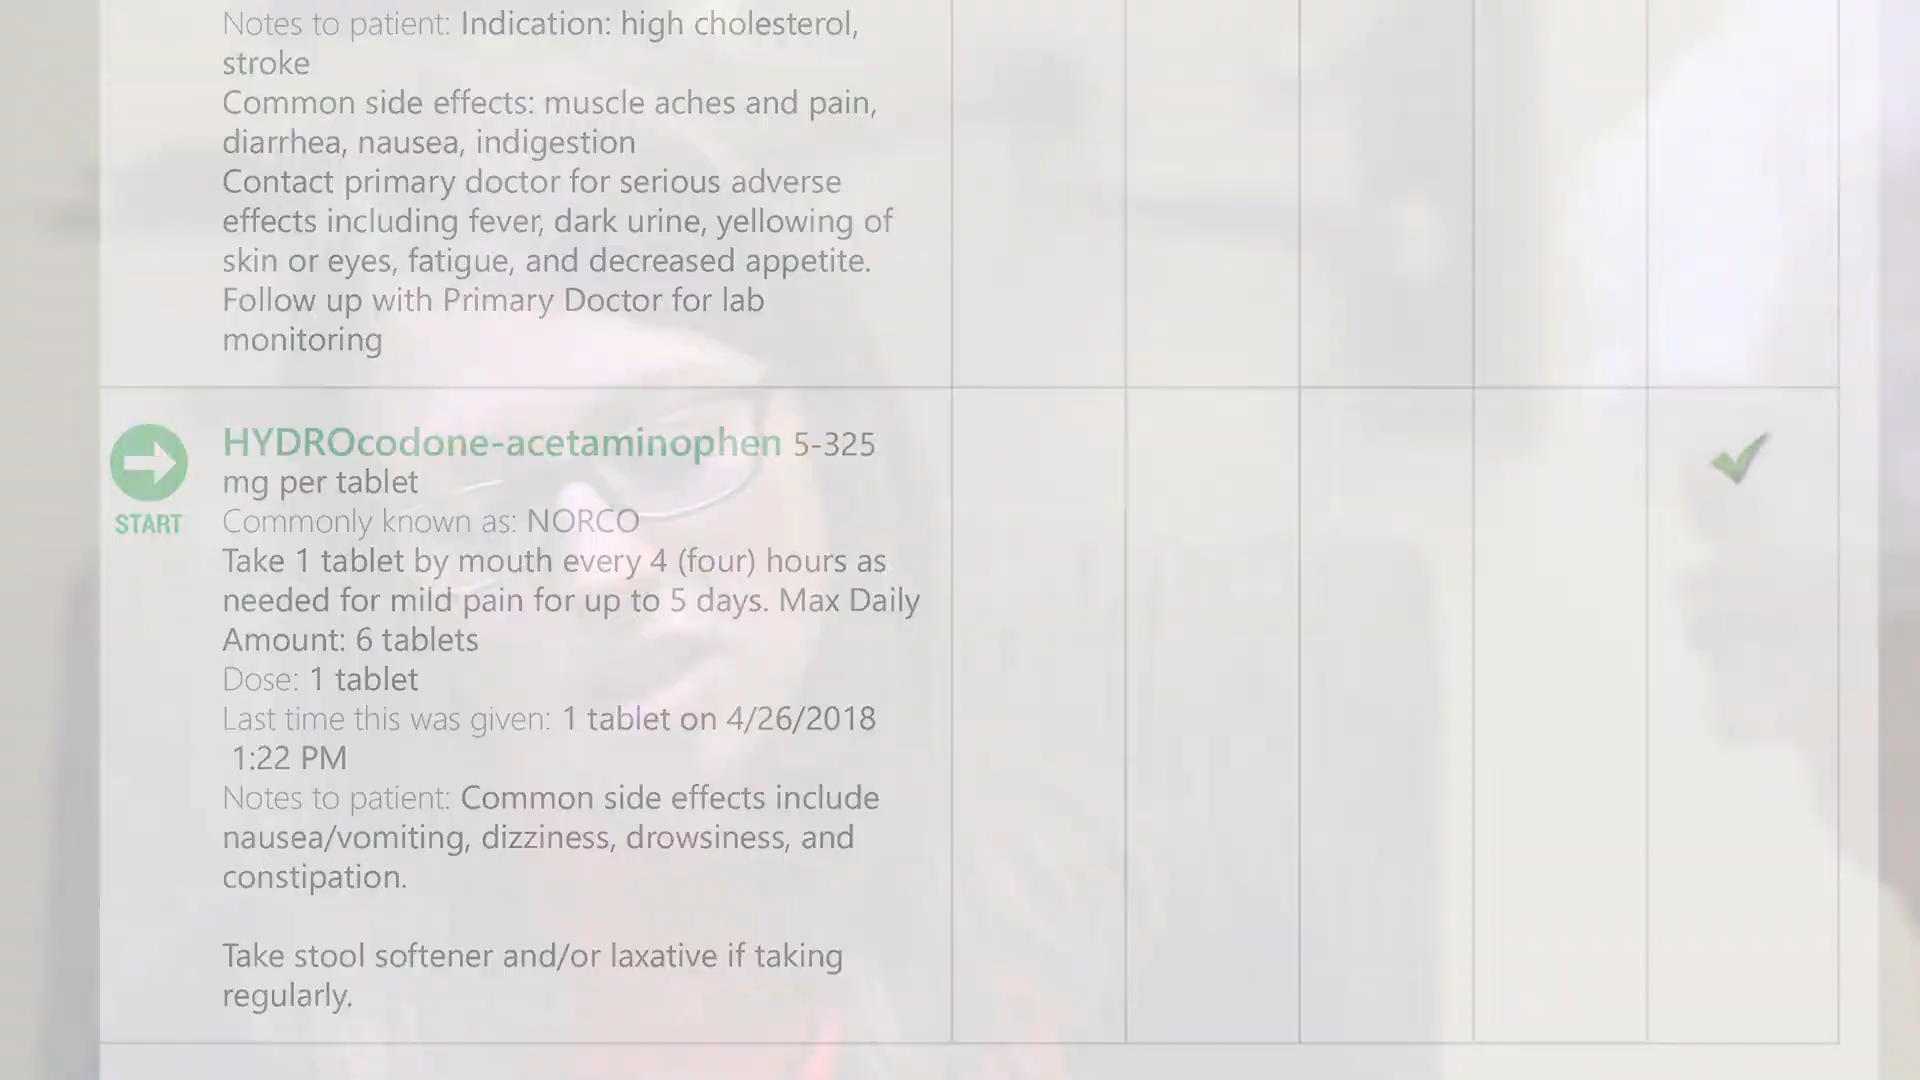 Notes to patient: Indication: high cholesterol,
stroke
Common side effects: muscle aches and pain,
diarrhea, nausea, indigestion
Contact primary doctor for serious adverse
effects including fever, dark urine, yellowing of
skin or eyes, fatigue, and decreased appetite.
Follow up with Primary Doctor for lab
monitoring
START
HYDROcodone-acetaminophen 5-325
mg per tablet
Commonly known as: NORCO
Take 1 tablet by mouth every 4 (four) hours as
needed for mild pain for up to 5 days. Max Daily
Amount: 6 tablets
Dose: 1 tablet
Last time this was given: 1 tablet on 4/26/2018
1:22 PM
Notes to patient: Common side effects include
nausea/vomiting, dizziness, drowsiness, and
constipation.
Take stool softener and/or laxative if taking
regularly.